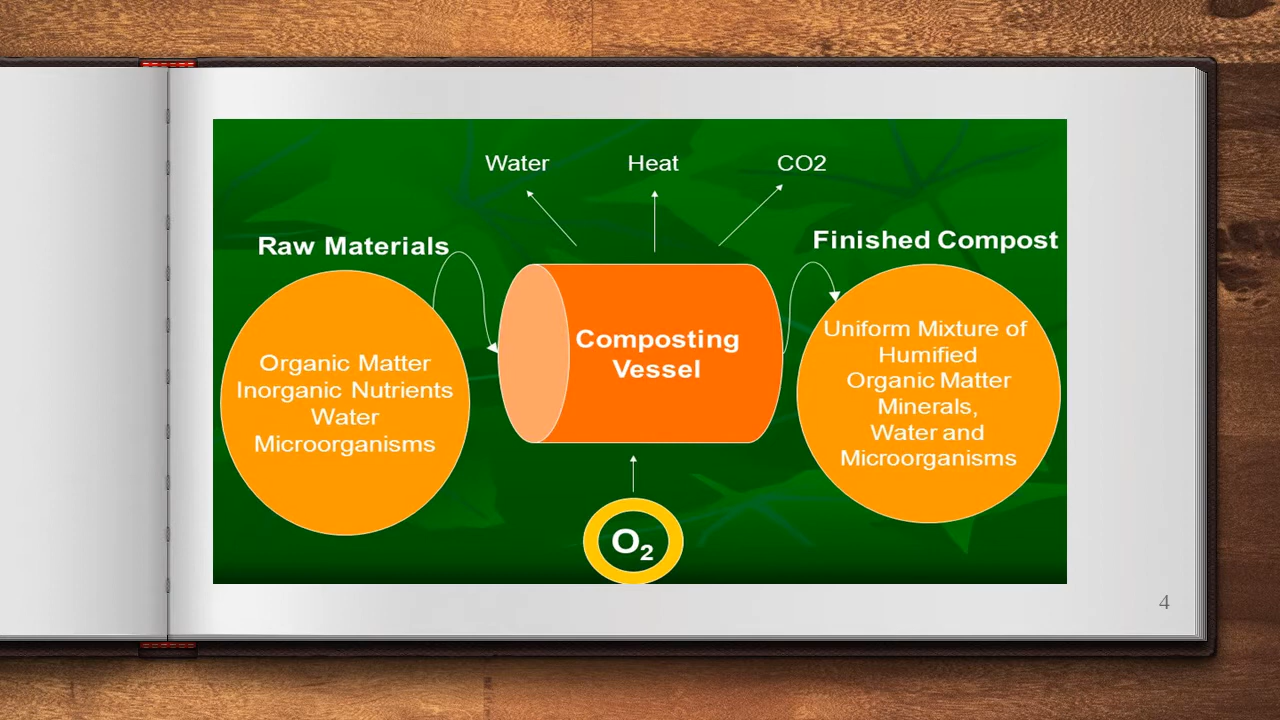 Water Heat CO2
Raw Materials
Finished Compost
Organic Matter
Inorganic Nutrients
Water
Microorganisms
Composting
Vessel
Uniform Mixture of
Humified
Organic Matter
Minerals,
Water and
Microorganisms
O₂
4